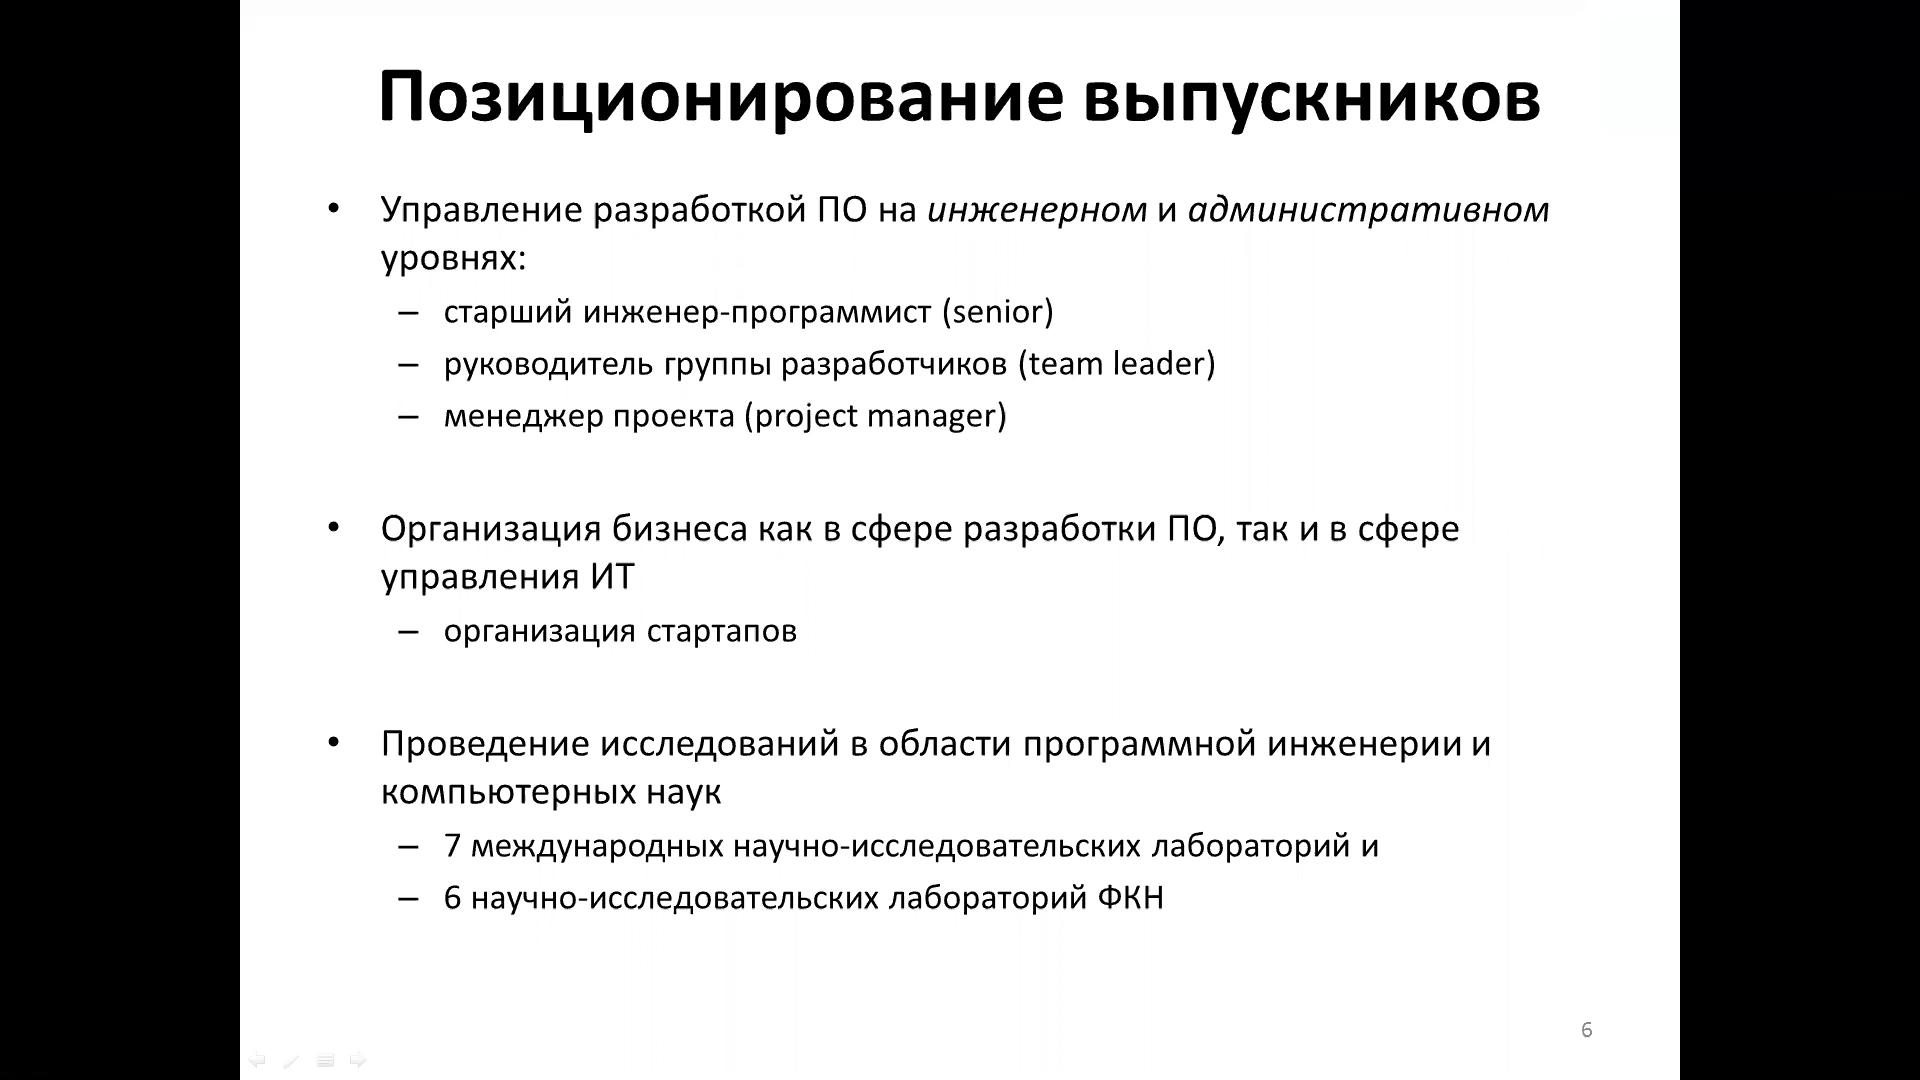 Позиционирование выпускников
• Управление разработкой ПО на инженерном и административном
уровнях:
– старший инженер-программист (senior)
– руководитель группы разработчиков (team leader)
– менеджер проекта (project manager)
• Организация бизнеса как в сфере разработки ПО, так и в сфере
управления ИТ
– организация стартапов
• Проведение исследований в области программной инженерии и
компьютерных наук
– 7 международных научно-исследовательских лабораторий и
– 6 научно-исследовательских лабораторий ФКН
6